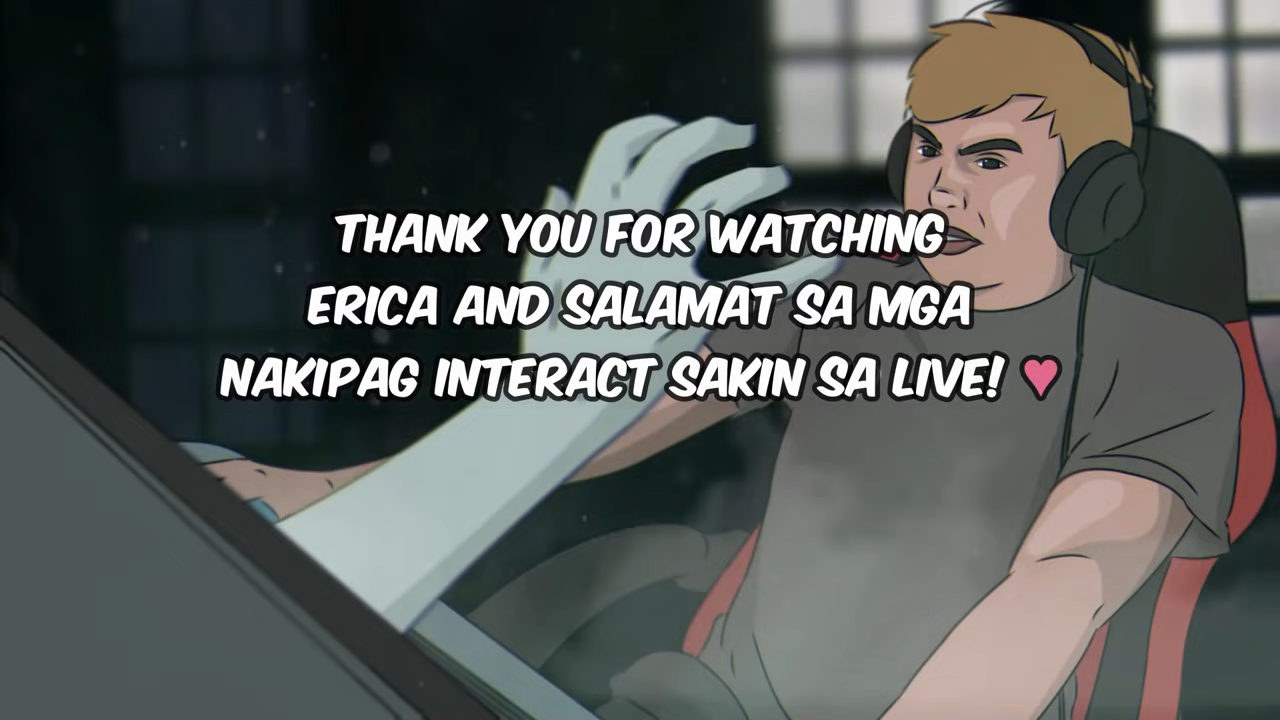 THANK YOU FOR WATCHING
ERICA AND SALAMAT SA MGA
NAKIPAG INTERACT SAKIN SA LIVE! ♥